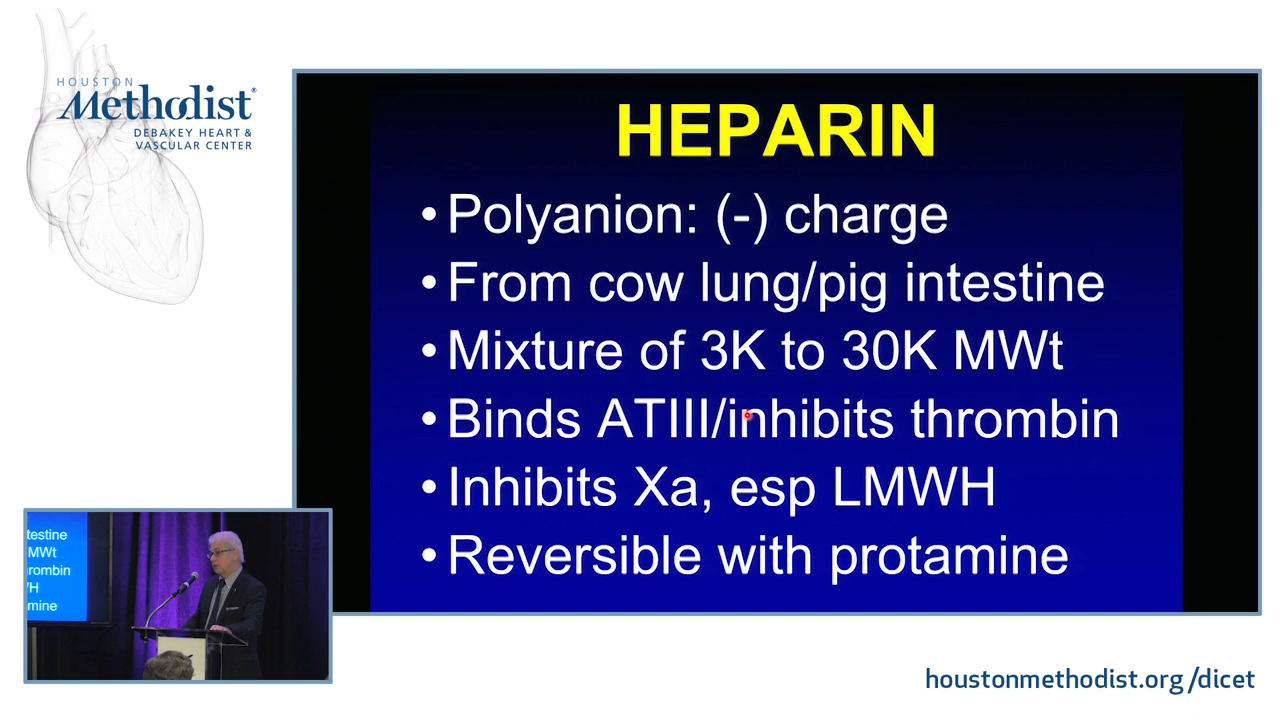 HOUSTON
Methodist®
DEBAKEY HEART &
VASCULAR CENTER
HEPARIN
• Polyanion: (-) charge
• From cow lung/pig intestine
• Mixture of 3K to 30K MWt
• Binds ATIII/inhibits thrombin
• Inhibits Xa, esp LMWH
• Reversible with protamine
testine
MWt
rombin
/H
mine
houstonmethodist.org/dicet